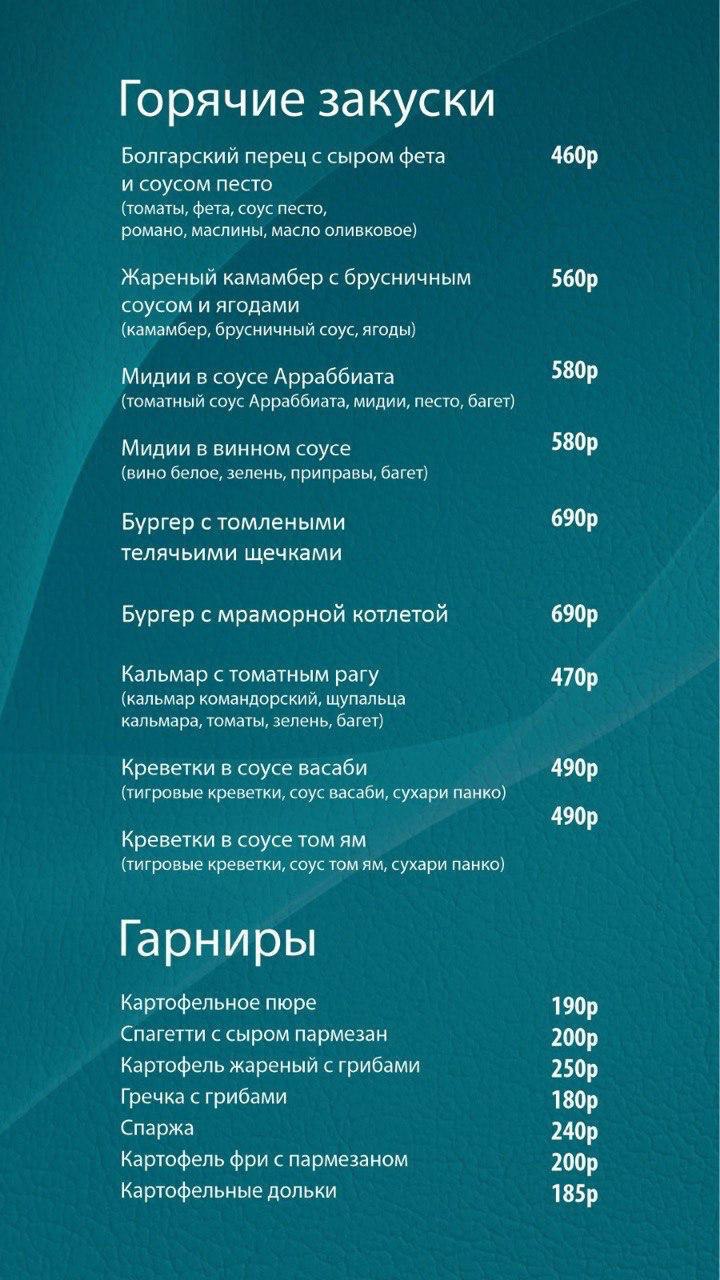 Горячие закуски
Болгарский перец с сыром фета 460р
и соусом песто
(томаты, фета, соус песто,
романо, маслины, масло оливковое)
Жареный камамбер с брусничным 560р
соусом и ягодами
(камамбер, брусничный соус, ягоды)
Мидии в соусе Арраббиата 580р
(томатный соус Арраббиата, мидии, песто, багет)
Мидии в винном соусе 580р
(вино белое, зелень, приправы, багет)
Бургер с томлеными 690р
телячьими щечками
Бургер с мраморной котлетой 690р
Кальмар с томатным рагу 470р
(кальмар командорский, щупальца
кальмара, томаты, зелень, багет)
Креветки в соусе васаби 490р
(тигровые креветки, соус васаби, сухари панко)
490р
Креветки в соусе том ям
(тигровые креветки, соус том ям, сухари панко)
Гарниры
Картофельное пюре 190р
Спагетти с сыром пармезан 200р
Картофель жареный с грибами 250р
Гречка с грибами 180р
Спаржа 240р
Картофель фри с пармезаном 200р
Картофельные дольки 185р